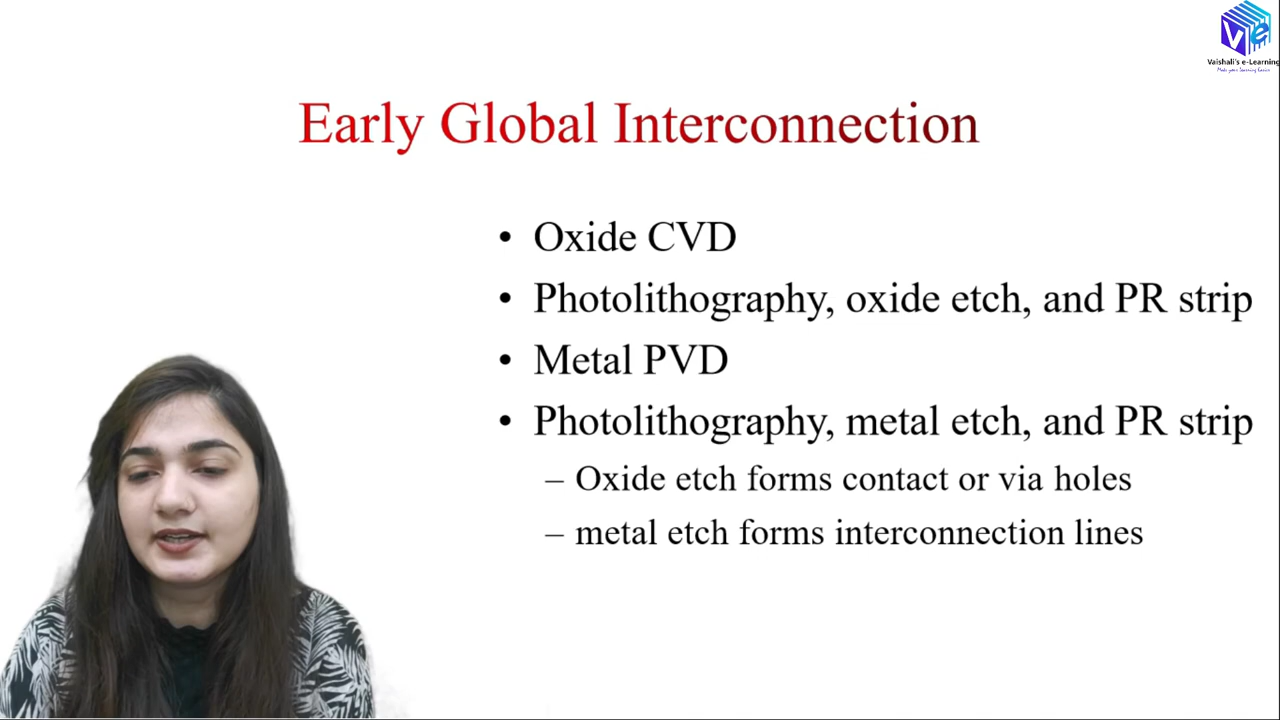 Ve
Vaishali's e-Learning
Early Global Interconnection
• Oxide CVD
• Photolithography, oxide etch, and PR strip
• Metal PVD
• Photolithography, metal etch, and PR strip
– Oxide etch forms contact or via holes
– metal etch forms interconnection lines